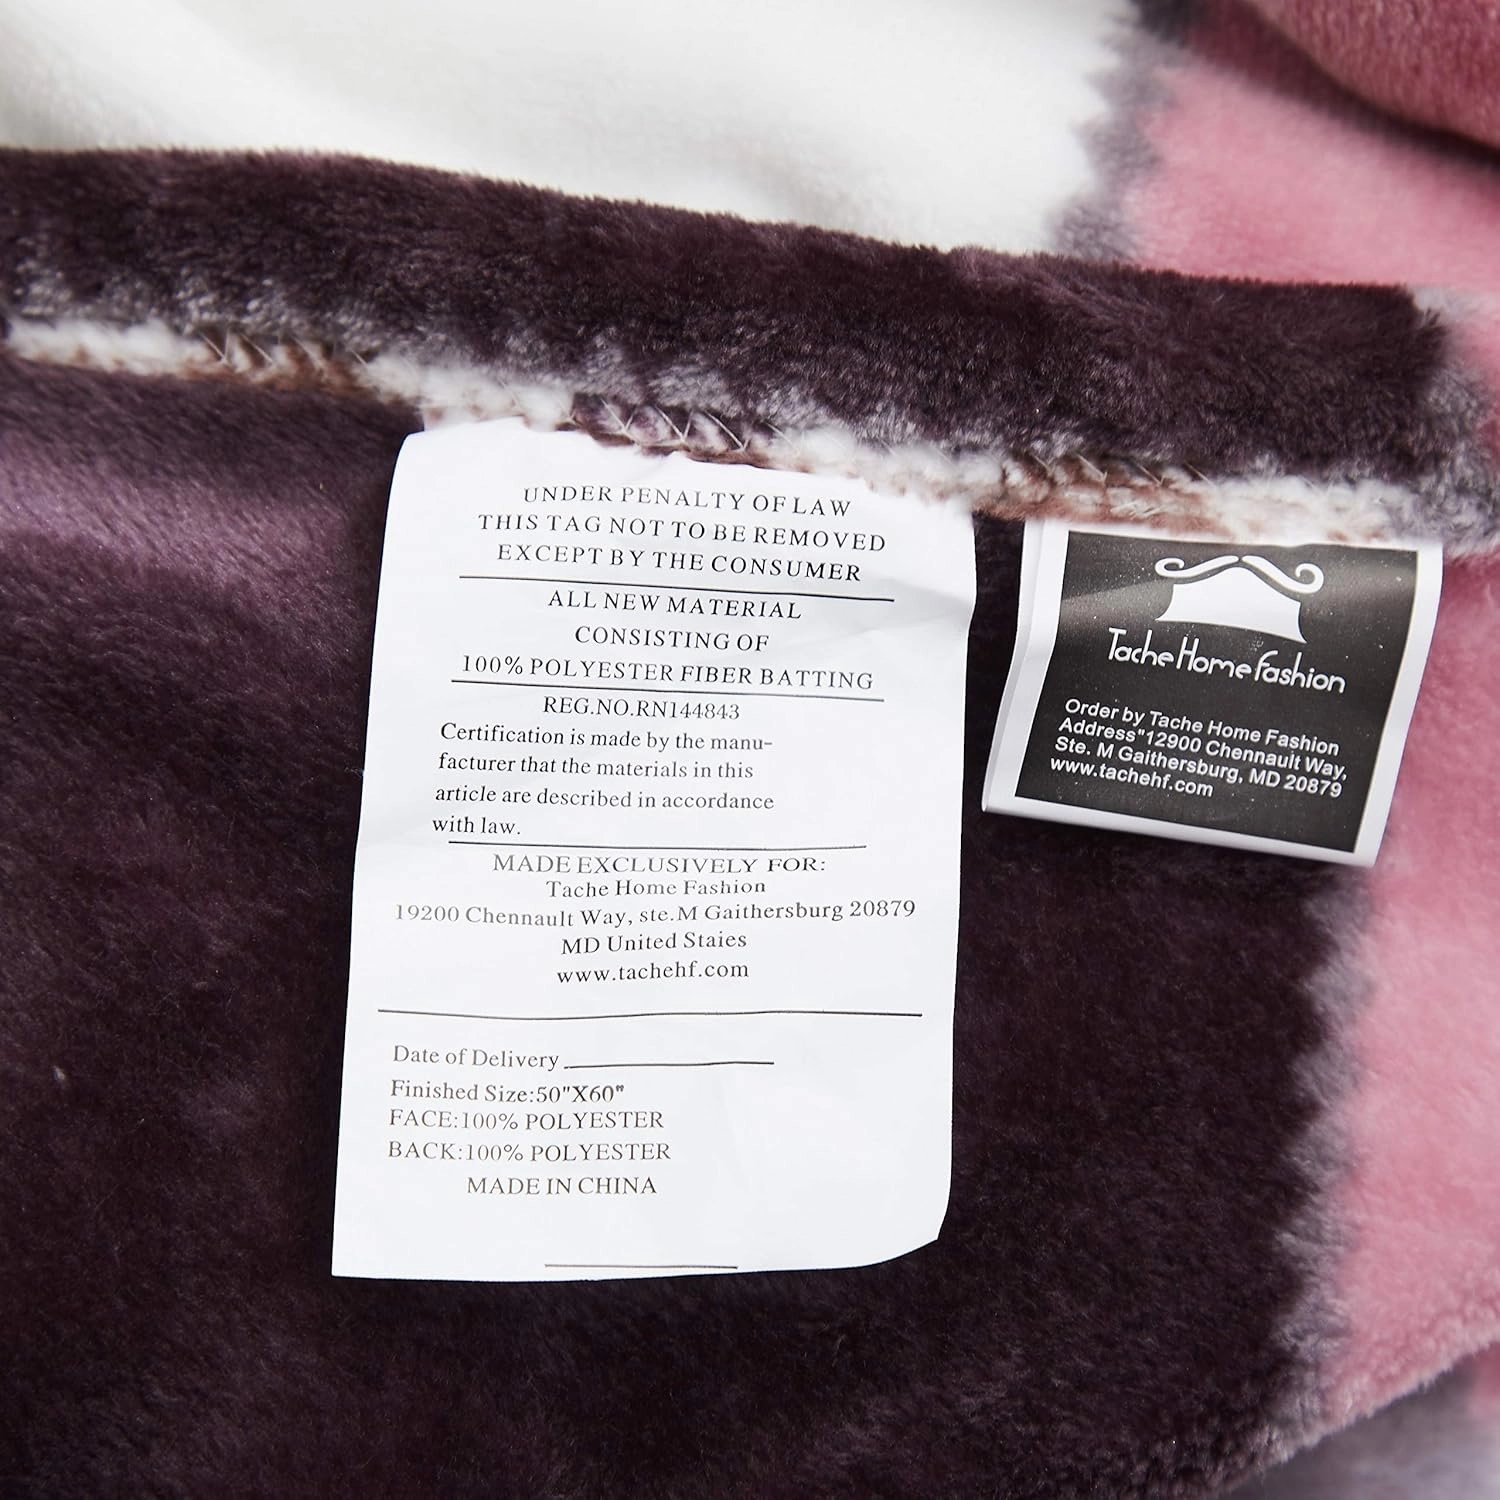 UNDER PENALTY OF LAW
THIS TAG NOT TO BE REMOVED
EXCEPT BY THE CONSUMER
ALL NEW MATERIAL
CONSISTING OF
100% POLYESTER FIBER BATTING
REG.NO.RN144843
Certification is made by the manu-
facturer that the materials in this
article are described in accordance
with law.
MADE EXCLUSIVELY FOR:
Tache Home Fashion
19200 Chennault Way, ste.M Gaithersburg 20879
MD United Staies
www.tachehf.com
Date of Delivery
Finished Size:50"X60"
FACE:100% POLYESTER
BACK:100% POLYESTER
MADE IN CHINA
Tache Home Fashion
Order by Tache Home Fashion
Address"12900 Chennault Way,
Ste. M Gaithersburg, MD 20879
www.tachehf.com